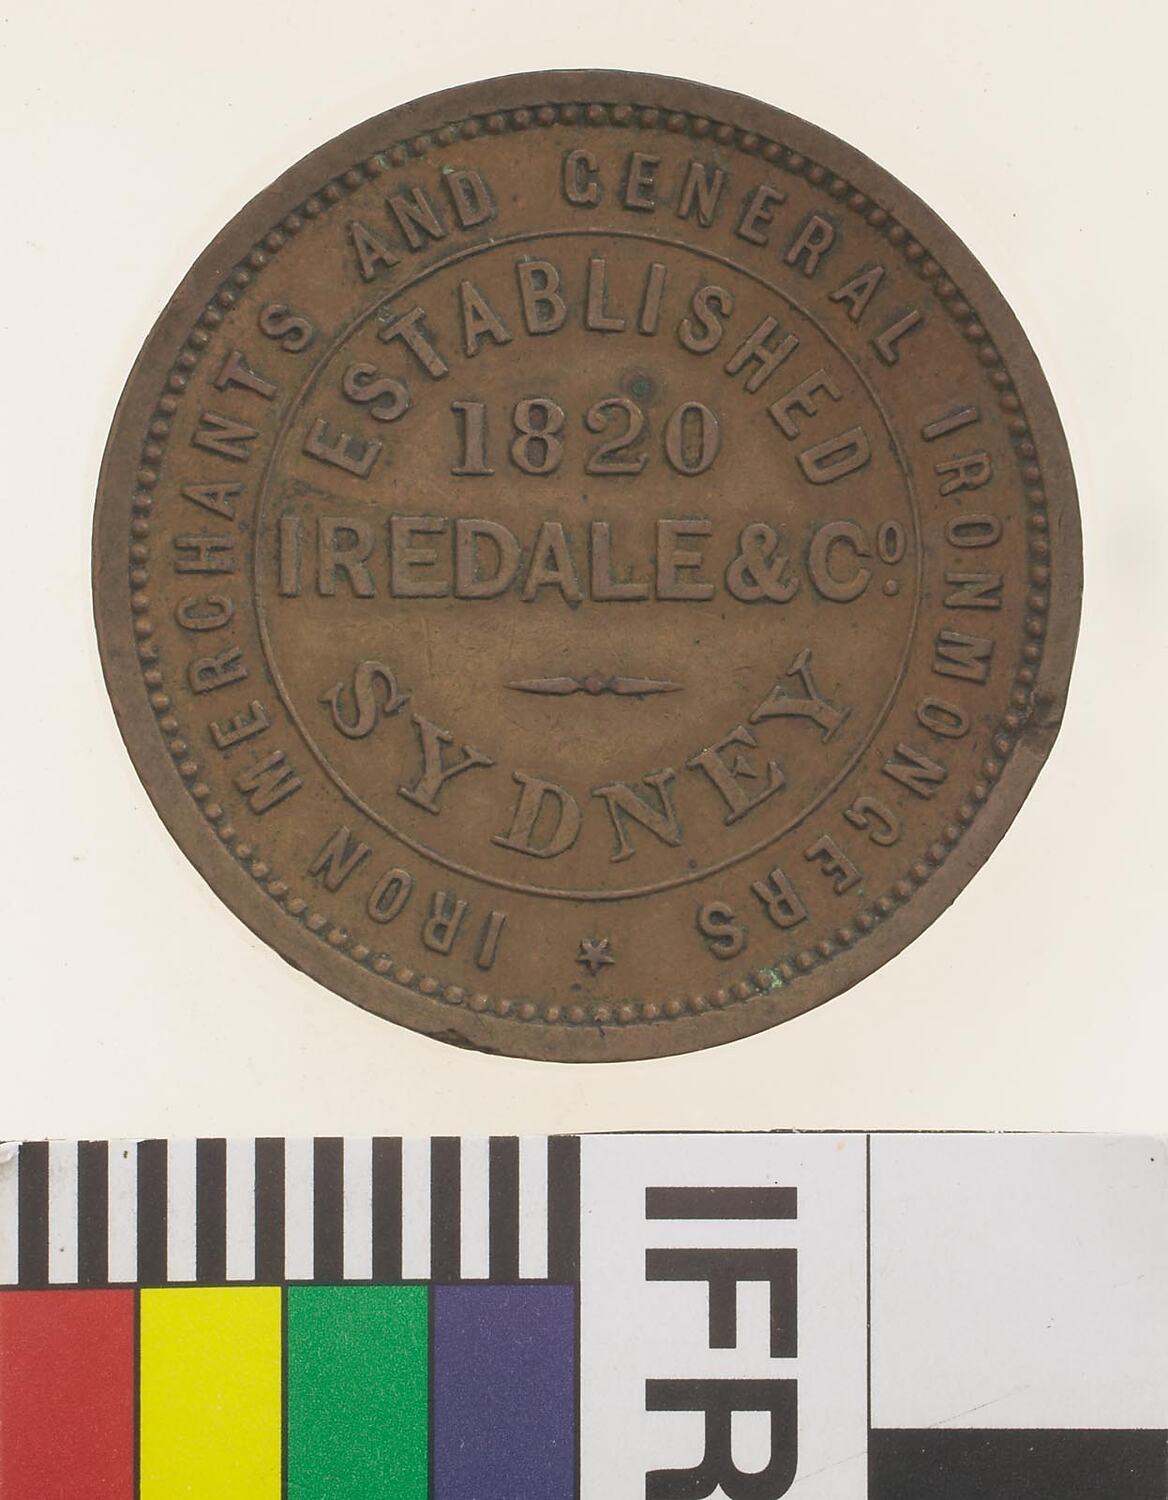 IRON MERCHANTS AND GENERAL IRONMONGERS
ESTABLISHED
1820
IREDALE & Co.
SYDNEY
IFR